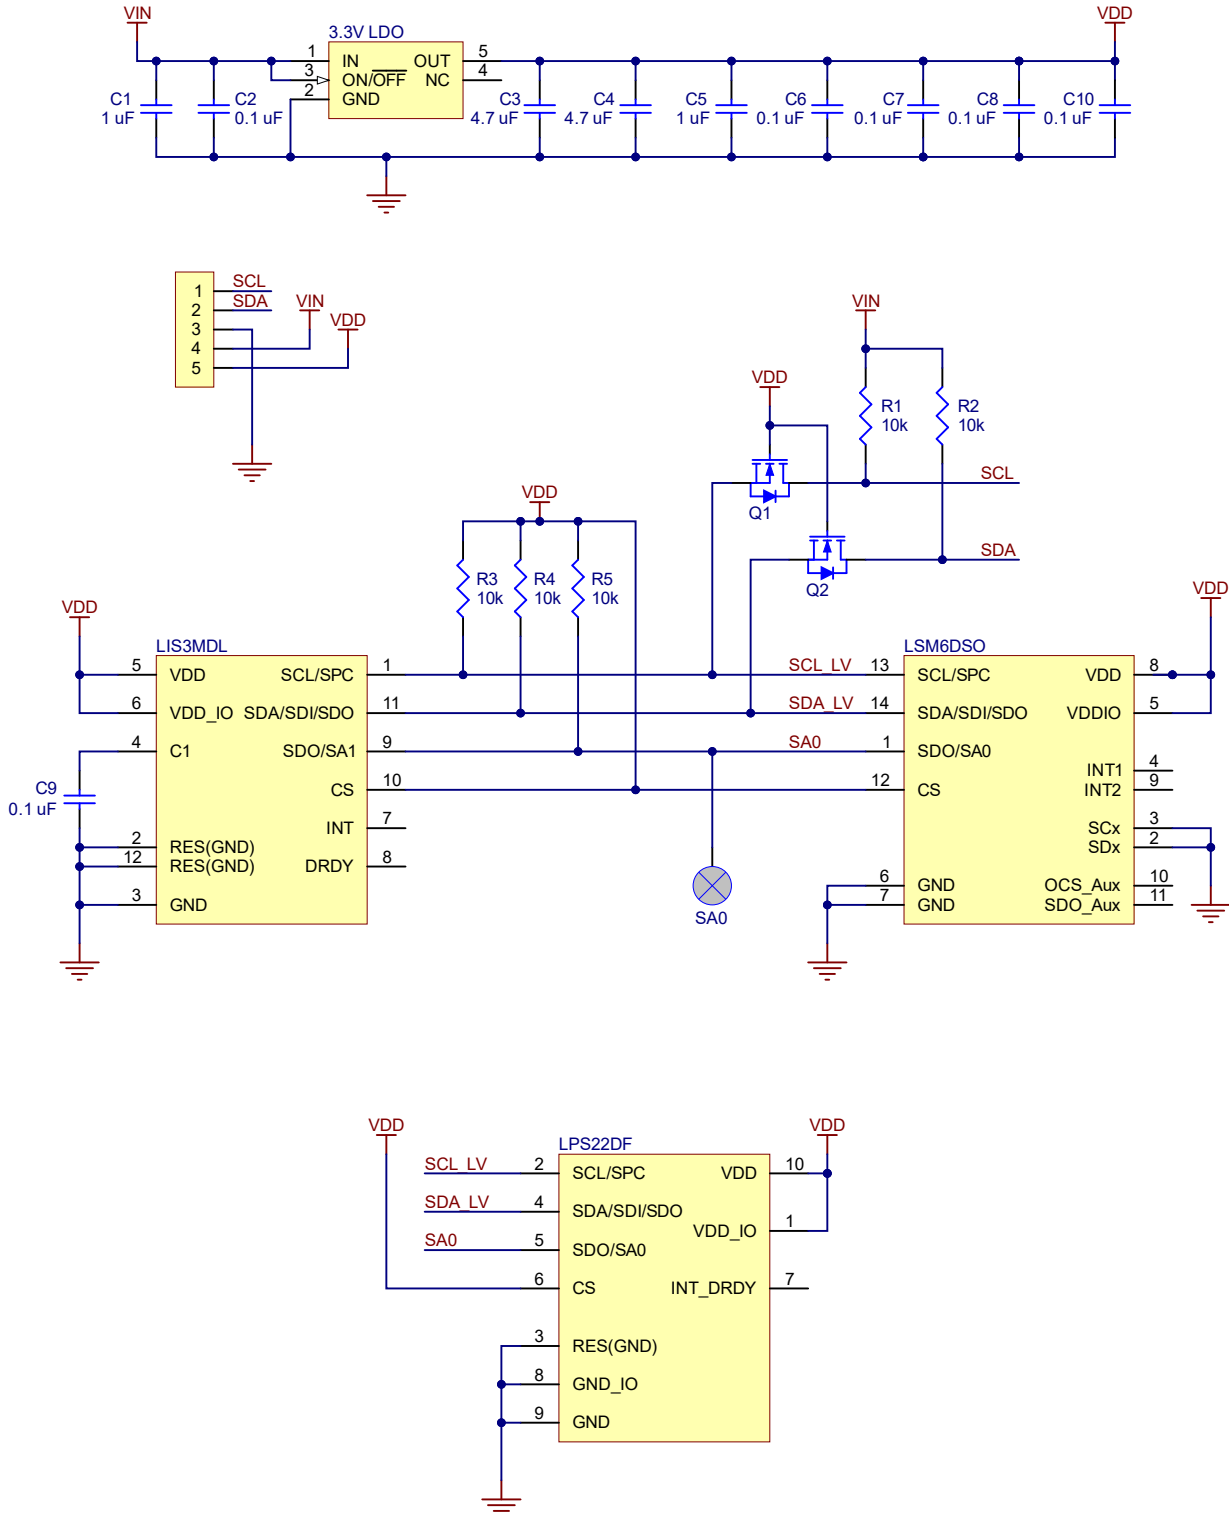 VIN
VDD
3.3V LDO
1 IN OUT 5
3 ON/OFF NC 4
2 GND
C1 1 uF
C2 0.1 uF
C3 4.7 uF
C4 4.7 uF
C5 1 uF
C6 0.1 uF
C7 0.1 uF
C8 0.1 uF
C10 0.1 uF
1 SCL
2 SDA
3
4
5
VIN
VDD
VIN
VDD
R1 10k
R2 10k
SCL
Q1
SDA
Q2
VDD
R3 10k
R4 10k
R5 10k
VDD
LIS3MDL
5 VDD SCL/SPC 1
6 VDD_IO SDA/SDI/SDO 11
4 C1 SDO/SA1 9
CS 10
INT 7
2 RES(GND)
12 RES(GND) DRDY 8
3 GND
C9 0.1 uF
SCL_LV
SDA_LV
SA0
SA0
VDD
LSM6DSO
13 SCL/SPC VDD 8
14 SDA/SDI/SDO VDDIO 5
1 SDO/SA0
INT1 4
12 CS INT2 9
SCx 3
SDx 2
6 GND OCS_Aux 10
7 GND SDO_Aux 11
VDD
VDD
LPS22DF
SCL_LV 2 SCL/SPC VDD 10
SDA_LV 4 SDA/SDI/SDO
VDD_IO 1
SA0 5 SDO/SA0
6 CS INT_DRDY 7
3 RES(GND)
8 GND_IO
9 GND